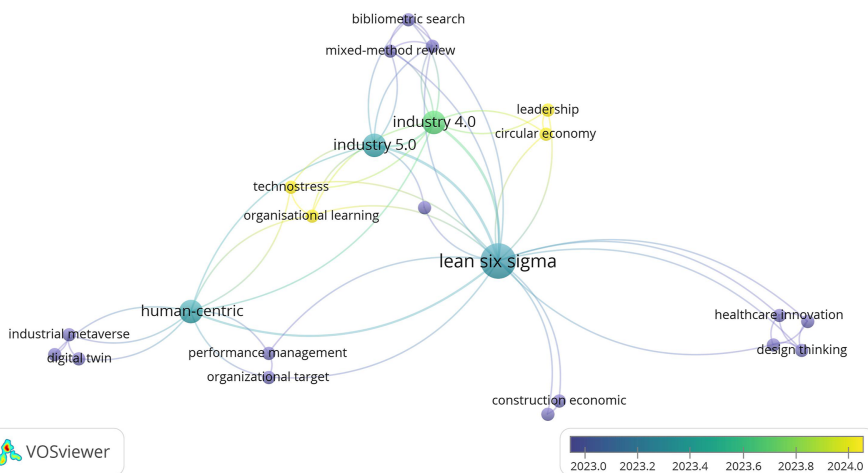 bibliometric search
mixed-method review
leadership
industry 4.0
circular economy
industry 5.0
technostress
organisational learning
lean six sigma
human-centric
healthcare innovation
industrial metaverse
design thinking
performance management
digital twin
organizational target
construction economic
VOSviewer
2023.0 2023.2 2023.4 2023.6 2023.8 2024.0